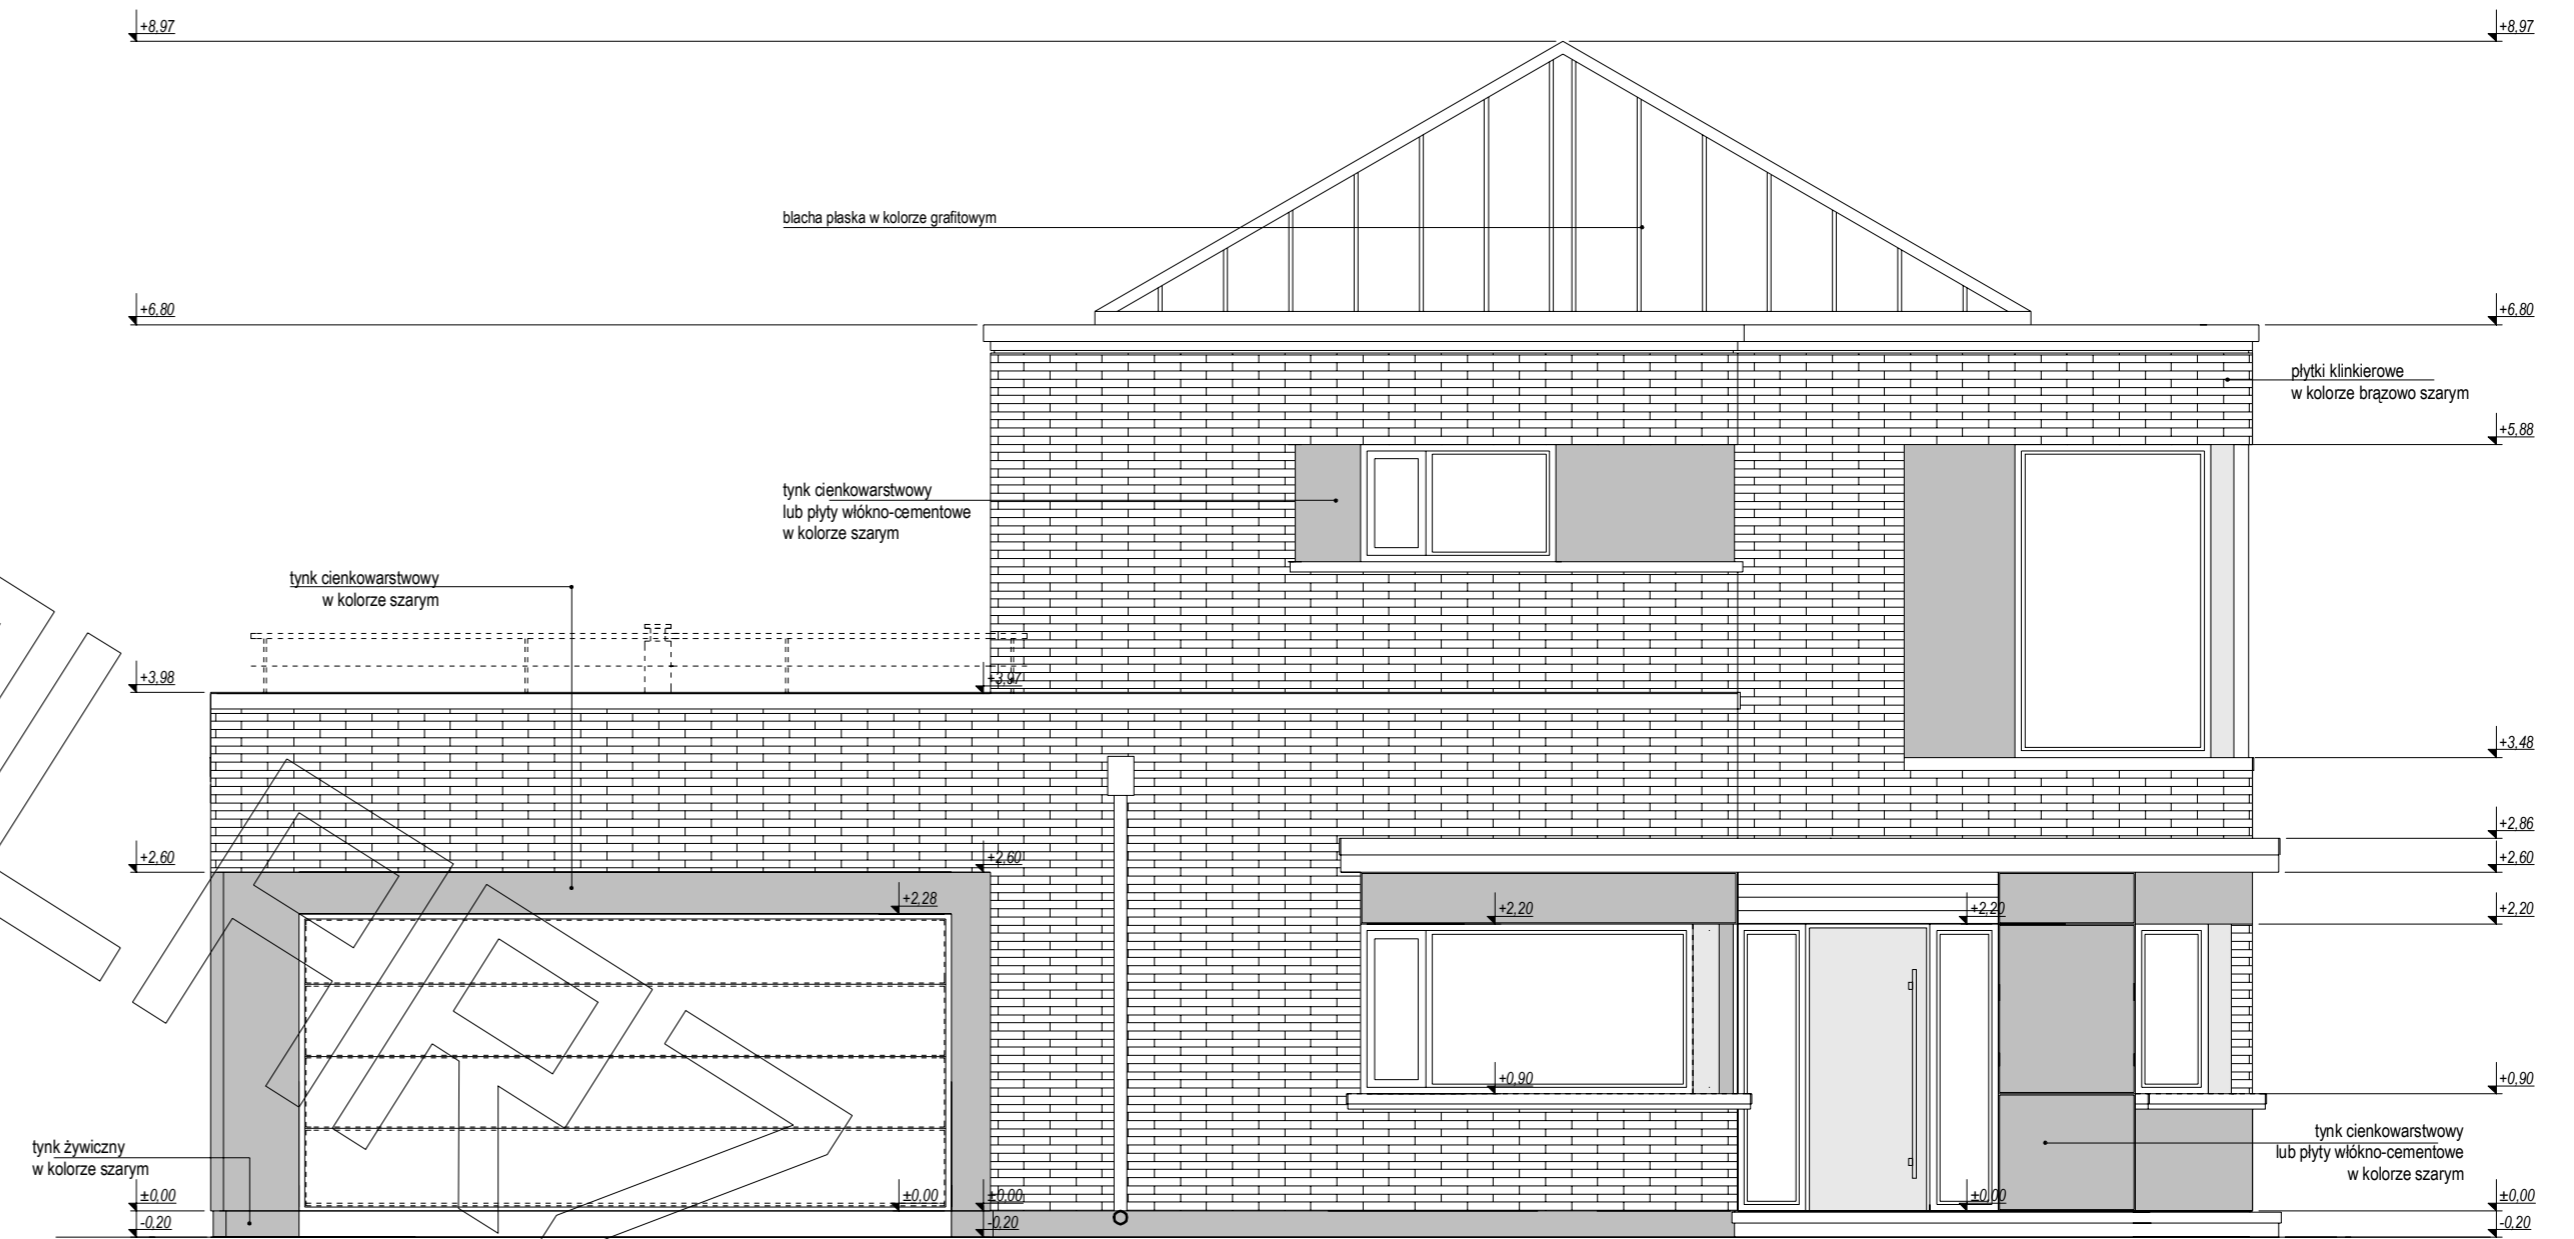 +8,97
+8,97
blacha płaska w kolorze grafitowym
+6,80
+6,80
płytki klinkierowe
w kolorze brązowo szarym
+5,88
tynk cienkowarstwowy
lub płyty włókno-cementowe
w kolorze szarym
tynk cienkowarstwowy
w kolorze szarym
+3,98
+3,97
+3,48
+2,86
+2,60
+2,60
+2,60
+2,28
+2,20
+2,20
+2,20
+0,90
+0,90
tynk żywiczny
w kolorze szarym
tynk cienkowarstwowy
lub płyty włókno-cementowe
w kolorze szarym
±0,00
±0,00
±0,00
±0,00
±0,00
-0,20
-0,20
-0,20